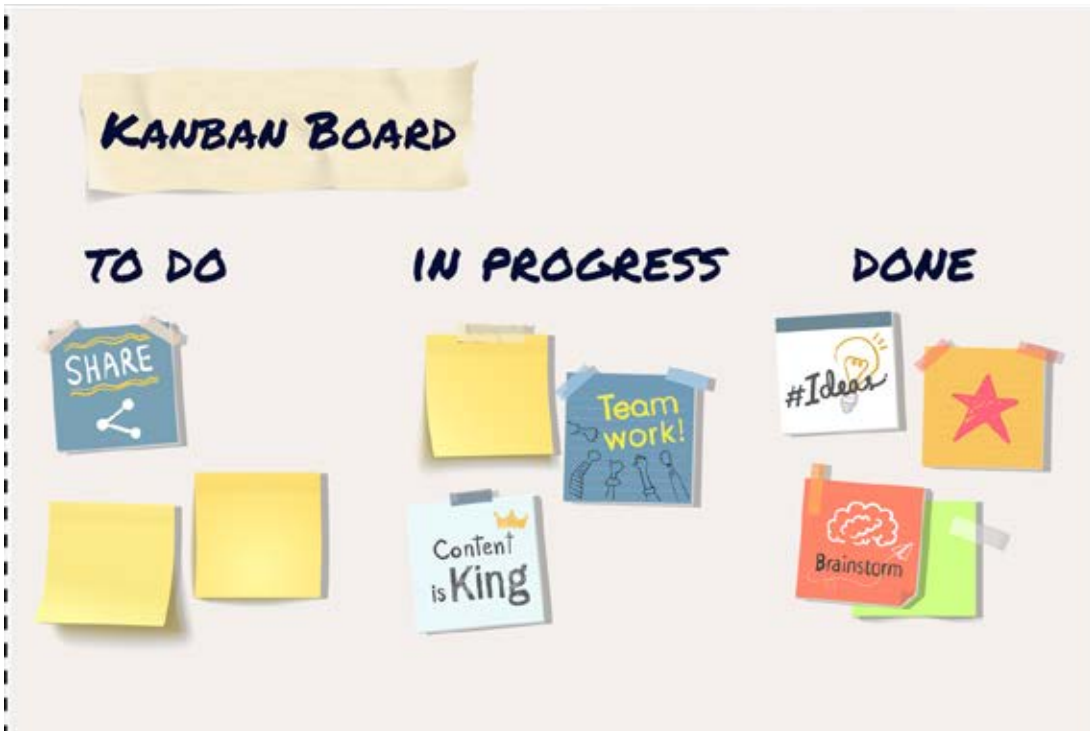 KANBAN BOARD
TO DO
IN PROGRESS
DONE
SHARE
Team
work!
Content
is King
#Ideas
Brainstorm